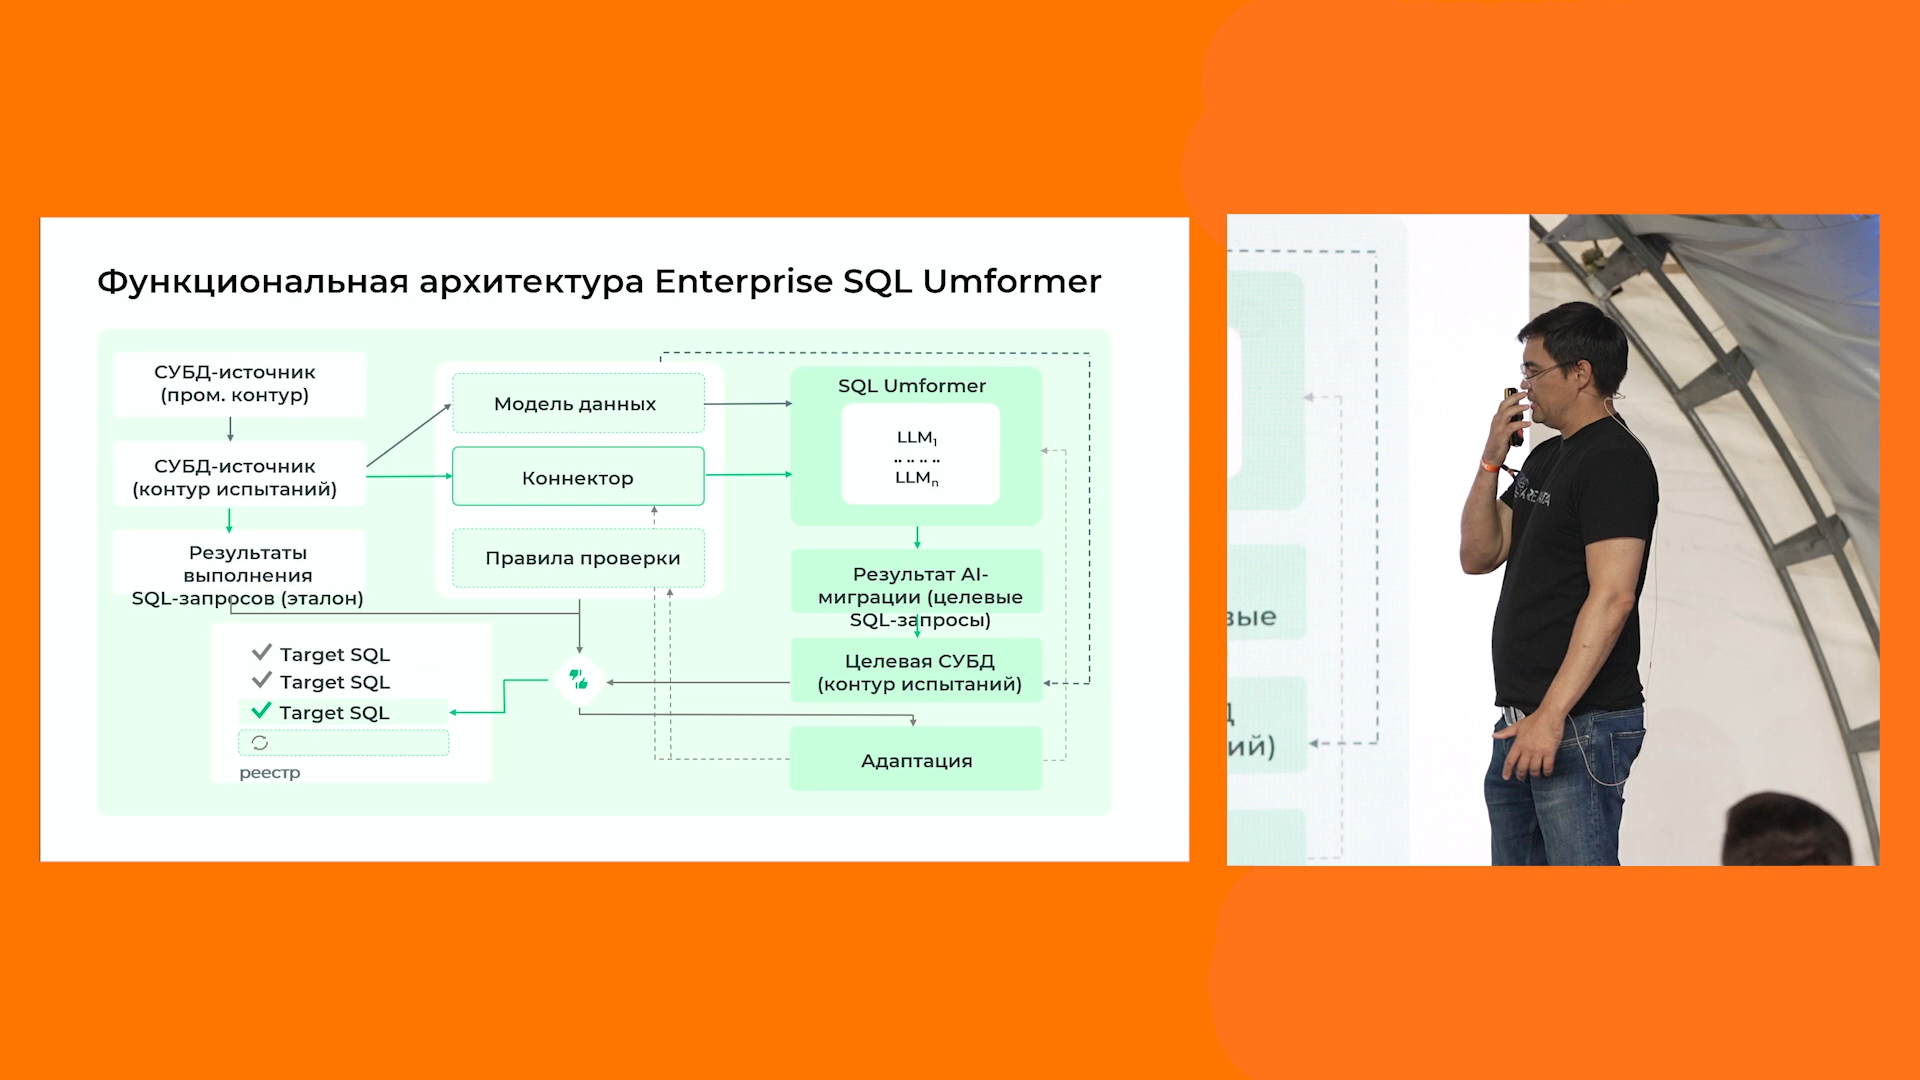 Функциональная архитектура Enterprise SQL Umformer
СУБД-источник
(пром. контур)
СУБД-источник
(контур испытаний)
Результаты
выполнения
SQL-запросов (эталон)
Модель данных
Коннектор
Правила проверки
SQL Umformer
LLM1
.. .. .. ..
LLMn
Результат AI-
миграции (целевые
SQL-запросы)
Целевая СУБД
(контур испытаний)
Адаптация
Target SQL
Target SQL
Target SQL
реестр
вые
ий)